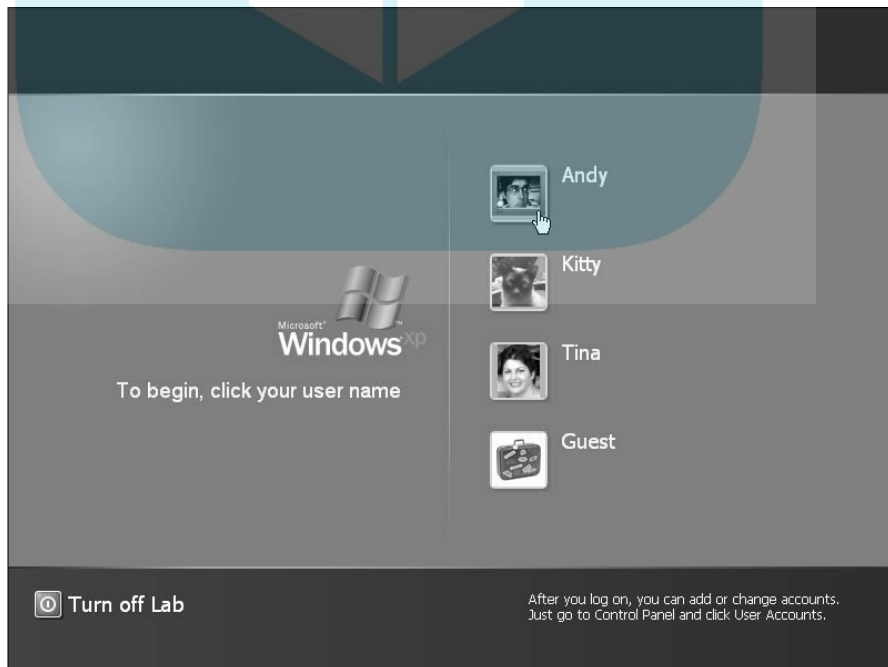 Andy
Kitty
Microsoft®
Windows xp™
To begin, click your user name
Tina
Guest
Turn off Lab
After you log on, you can add or change accounts.
Just go to Control Panel and click User Accounts.